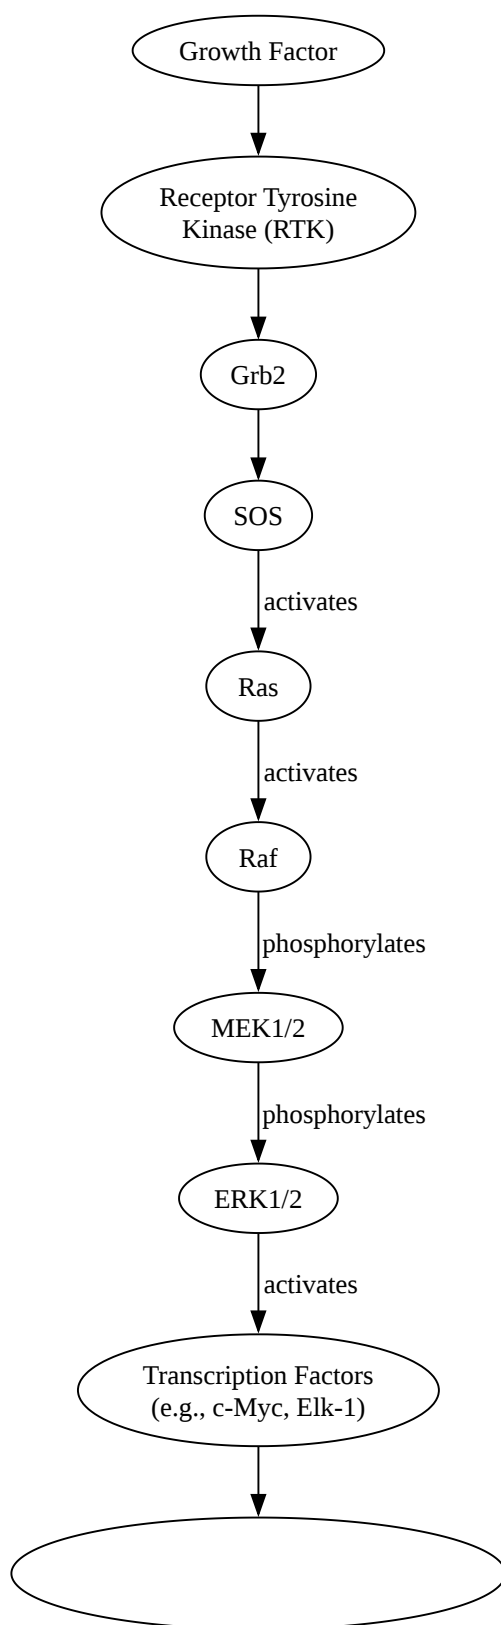 Growth Factor
Receptor Tyrosine
Kinase (RTK)
Grb2
SOS
activates
Ras
activates
Raf
phosphorylates
MEK1/2
phosphorylates
ERK1/2
activates
Transcription Factors
(e.g., c-Myc, Elk-1)